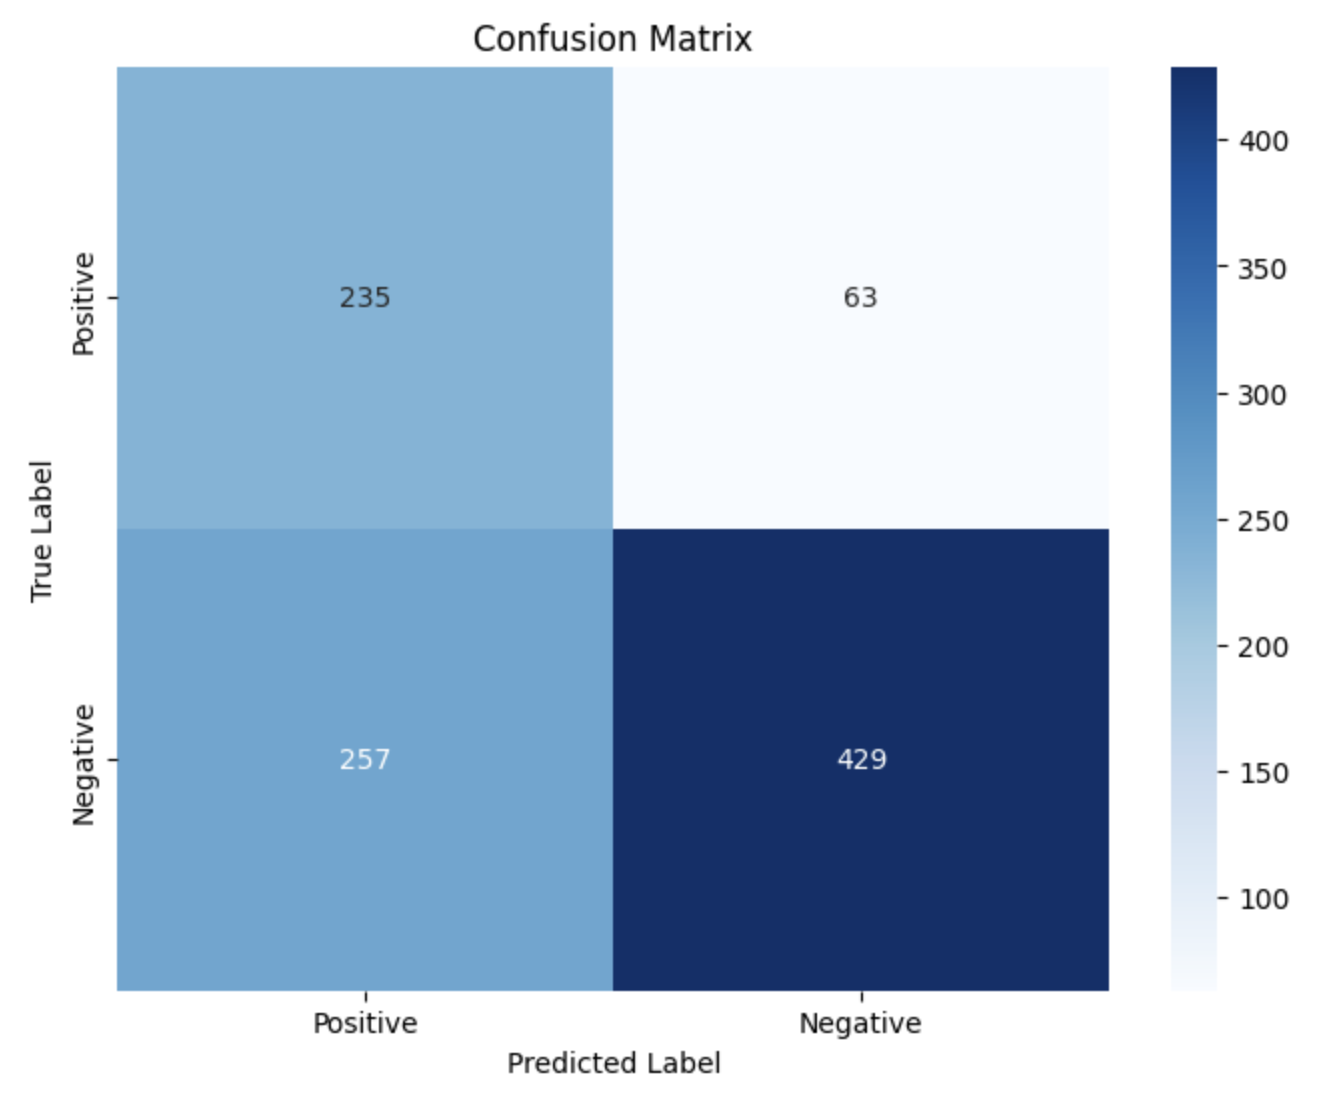 Confusion Matrix
True Label
Positive
Negative
235
63
257
429
Positive
Negative
Predicted Label
400
350
300
250
200
150
100